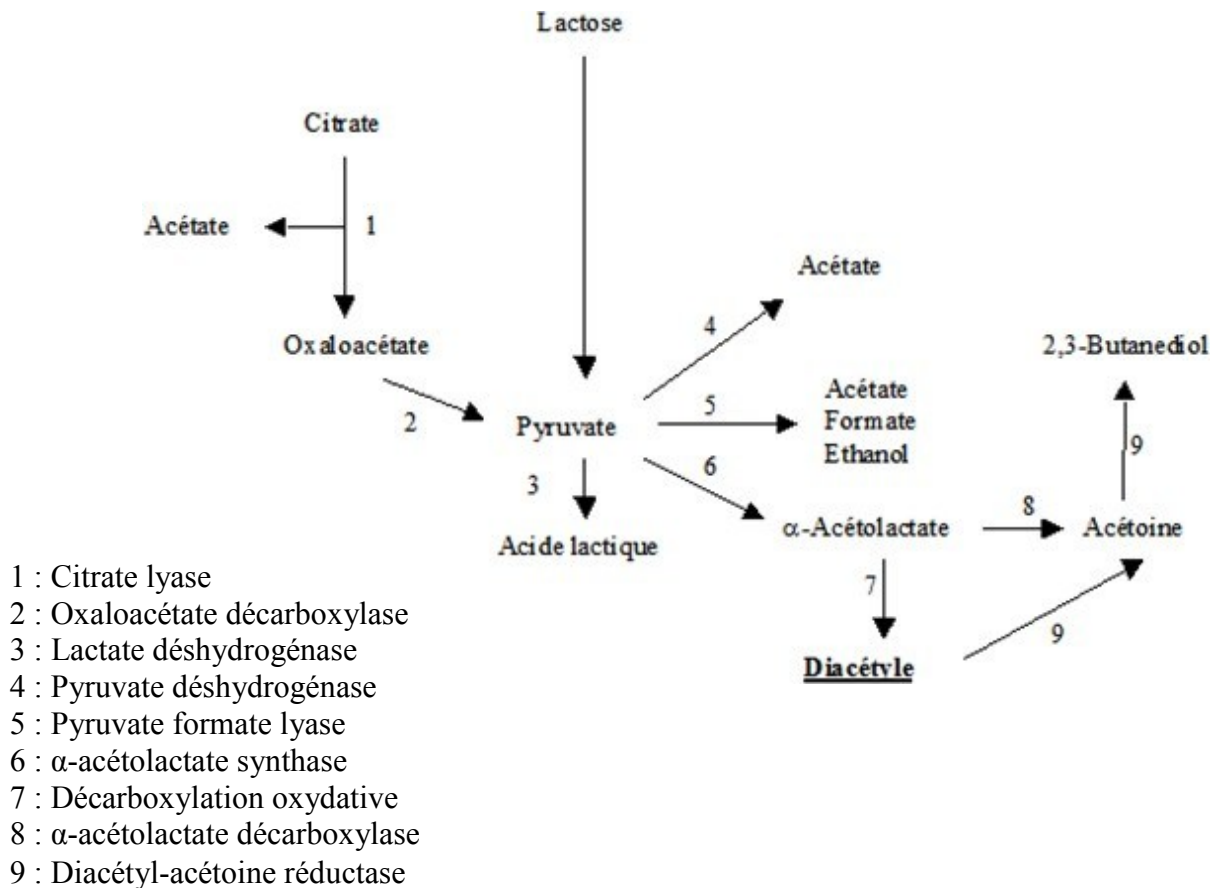 Lactose
Citrate
Acétate
1
Acétate
4
Oxaloacétate
2,3-Butanediol
2
Pyruvate
5
Acétate
Formate
Ethanol
9
3
6
Acide lactique
α-Acétolactate
8
Acétoine
7
9
Diacétyle
1 : Citrate lyase
2 : Oxaloacétate décarboxylase
3 : Lactate déshydrogénase
4 : Pyruvate déshydrogénase
5 : Pyruvate formate lyase
6 : α-acétolactate synthase
7 : Décarboxylation oxydative
8 : α-acétolactate décarboxylase
9 : Diacétyl-acétoine réductase